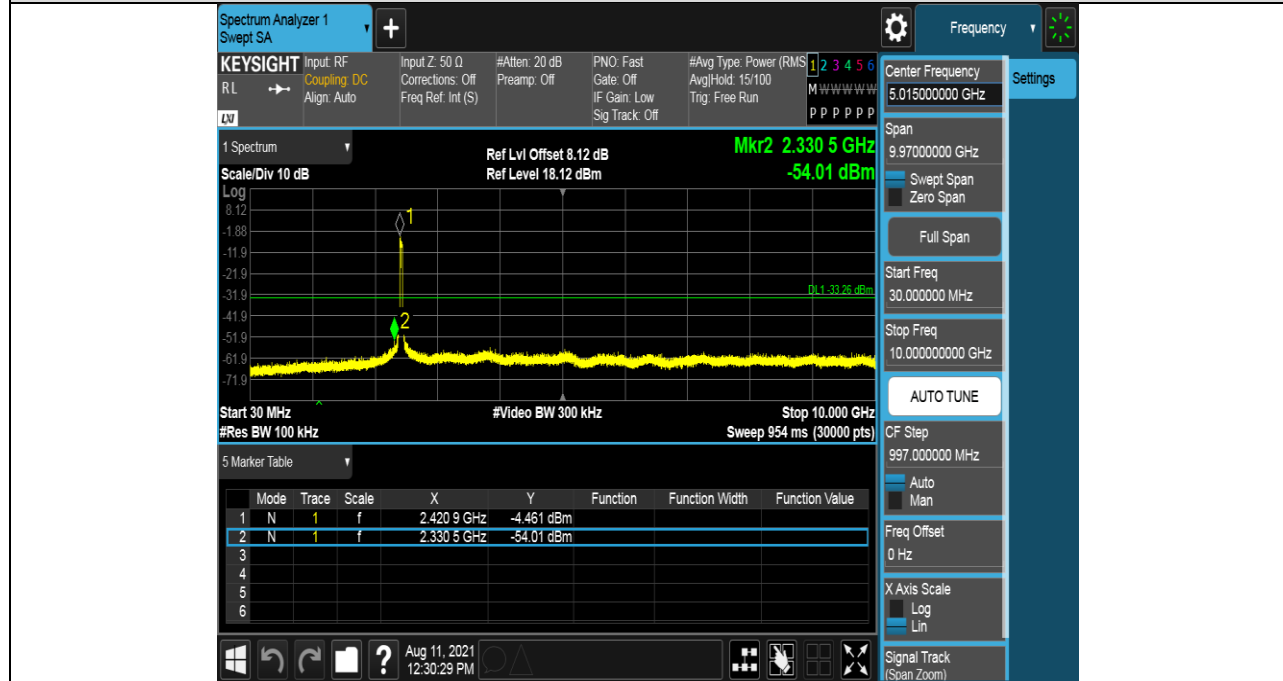 Spectrum Analyzer 1
Swept SA
+
Frequency
KEYSIGHT
RL
LXI
Input: RF
Coupling: DC
Align: Auto
Input Z: 50 Ω
Corrections: Off
Freq Ref: Int (S)
#Atten: 20 dB
Preamp: Off
PNO: Fast
Gate: Off
IF Gain: Low
Sig Track: Off
#Avg Type: Power (RMS
Avg|Hold: 15/100
Trig: Free Run
1 2 3 4 5 6
M W W W W W
P P P P P P
1 Spectrum
Scale/Div 10 dB
Ref Lvl Offset 8.12 dB
Ref Level 18.12 dBm
Mkr2 2.330 5 GHz
-54.01 dBm
Log
8.12
-1.88
-11.9
-21.9
-31.9
-41.9
-51.9
-61.9
-71.9
1
2
DL1 -33.26 dBm
Start 30 MHz
#Res BW 100 kHz
#Video BW 300 kHz
Stop 10.000 GHz
Sweep 954 ms (30000 pts)
5 Marker Table
Mode Trace Scale X Y Function Function Width Function Value
1 N 1 f 2.420 9 GHz -4.461 dBm
2 N 1 f 2.330 5 GHz -54.01 dBm
3
4
5
6
?
Aug 11, 2021
12:30:29 PM
Center Frequency
5.015000000 GHz
Settings
Span
9.97000000 GHz
Swept Span
Zero Span
Full Span
Start Freq
30.000000 MHz
Stop Freq
10.000000000 GHz
AUTO TUNE
CF Step
997.000000 MHz
Auto
Man
Freq Offset
0 Hz
X Axis Scale
Log
Lin
Signal Track
(Span Zoom)